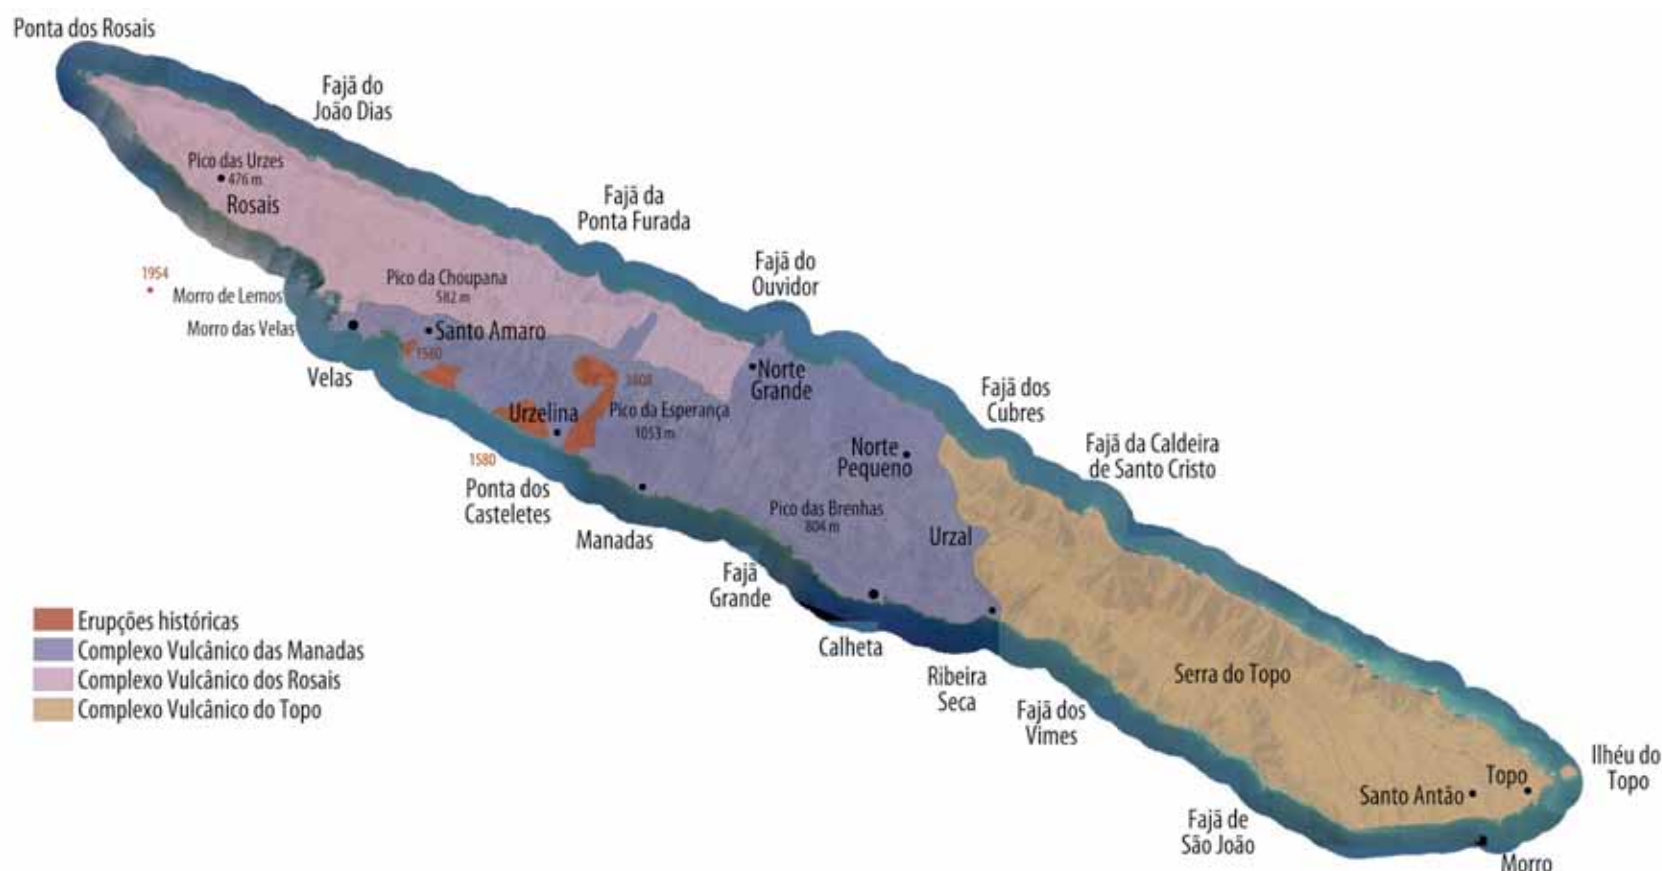 Ponta dos Rosais
Fajã do
João Dias
Pico das Urzes
476 m
Rosais
Fajã da
Ponta Furada
Fajã do
Ouvidor
1954
Morro de Lemos
Morro das Velas
Pico da Choupana
582 m
Santo Amaro
1580
Velas
1808
Norte
Grande
Urzelina
Pico da Esperança
1053 m
Fajã dos
Cubres
Fajã da Caldeira
de Santo Cristo
Norte
Pequeno
1580
Ponta dos
Casteletes
Manadas
Pico das Brenhas
804 m
Urzal
Fajã
Grande
Calheta
Ribeira
Seca
Fajã dos
Vimes
Serra do Topo
Erupções históricas
Complexo Vulcânico das Manadas
Complexo Vulcânico dos Rosais
Complexo Vulcânico do Topo
Topo
Santo Antão
Ilhéu do
Topo
Fajã de
São João
Morro